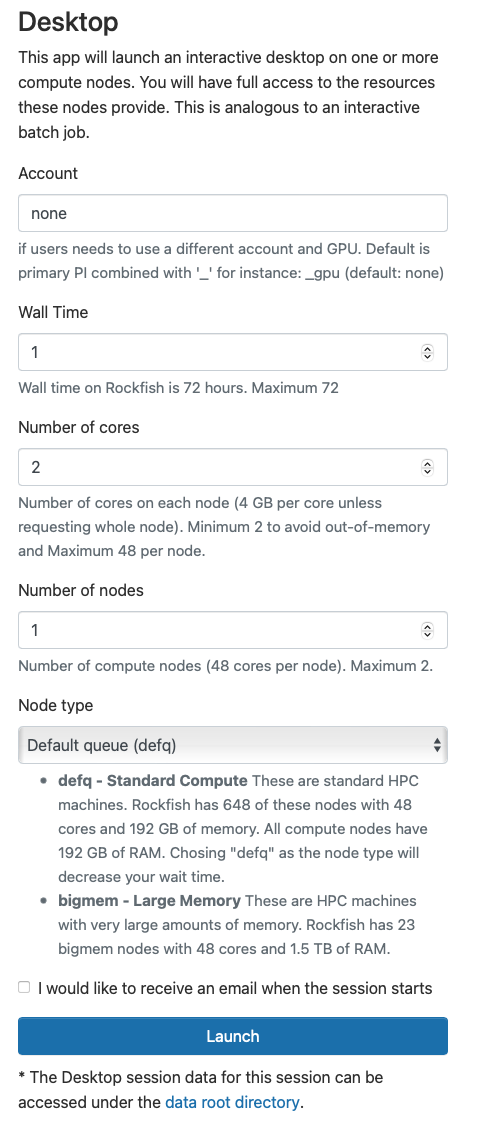 Desktop
This app will launch an interactive desktop on one or more
compute nodes. You will have full access to the resources
these nodes provide. This is analogous to an interactive
batch job.
Account
none
if users needs to use a different account and GPU. Default is
primary PI combined with '_' for instance: _gpu (default: none)
Wall Time
1
Wall time on Rockfish is 72 hours. Maximum 72
Number of cores
2
Number of cores on each node (4 GB per core unless
requesting whole node). Minimum 2 to avoid out-of-memory
and Maximum 48 per node.
Number of nodes
1
Number of compute nodes (48 cores per node). Maximum 2.
Node type
Default queue (defq)
• defq - Standard Compute These are standard HPC
machines. Rockfish has 648 of these nodes with 48
cores and 192 GB of memory. All compute nodes have
192 GB of RAM. Chosing "defq" as the node type will
decrease your wait time.
• bigmem - Large Memory These are HPC machines
with very large amounts of memory. Rockfish has 23
bigmem nodes with 48 cores and 1.5 TB of RAM.
I would like to receive an email when the session starts
Launch
* The Desktop session data for this session can be
accessed under the data root directory.